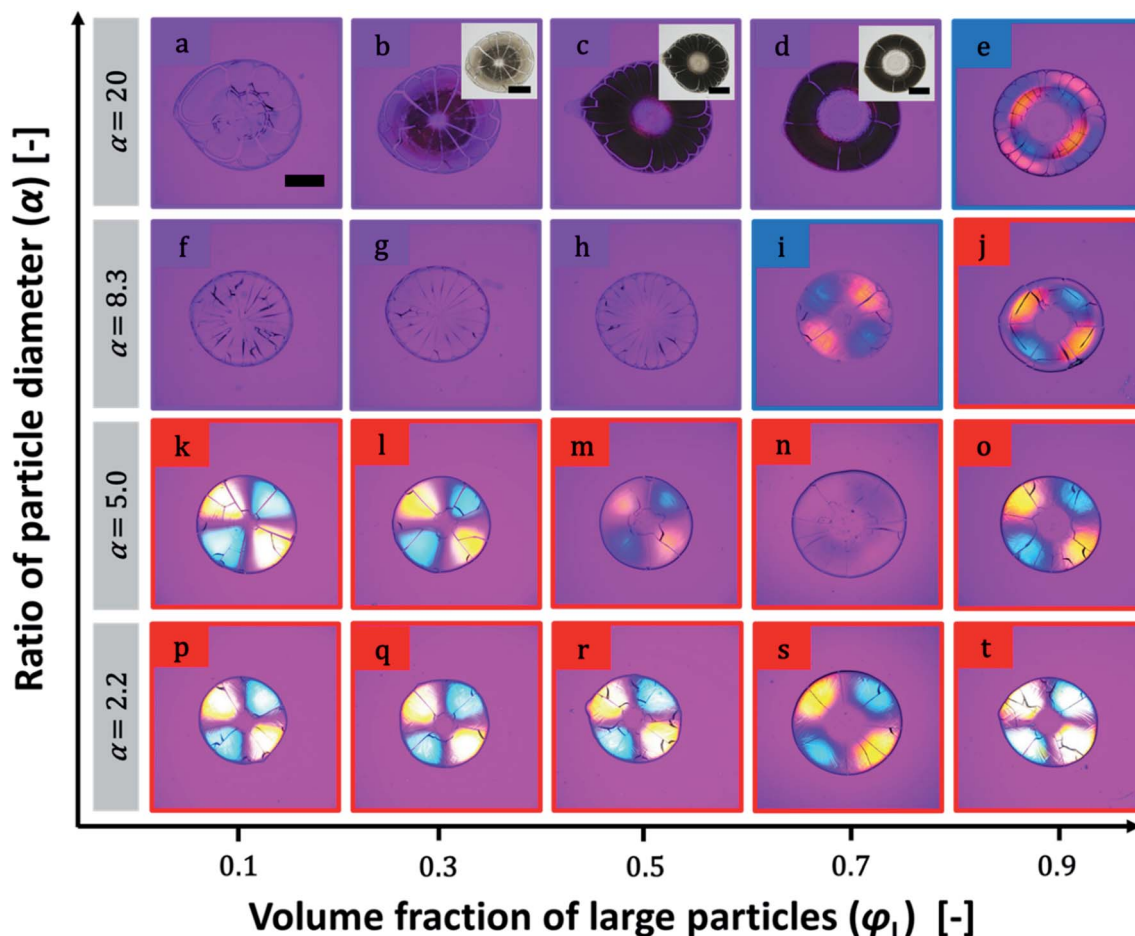 Ratio of particle diameter (α) [-]
α = 20
a
b
c
d
e
α = 8.3
f
g
h
i
j
α = 5.0
k
l
m
n
o
α = 2.2
p
q
r
s
t
0.1
0.3
0.5
0.7
0.9
Volume fraction of large particles (φL) [-]